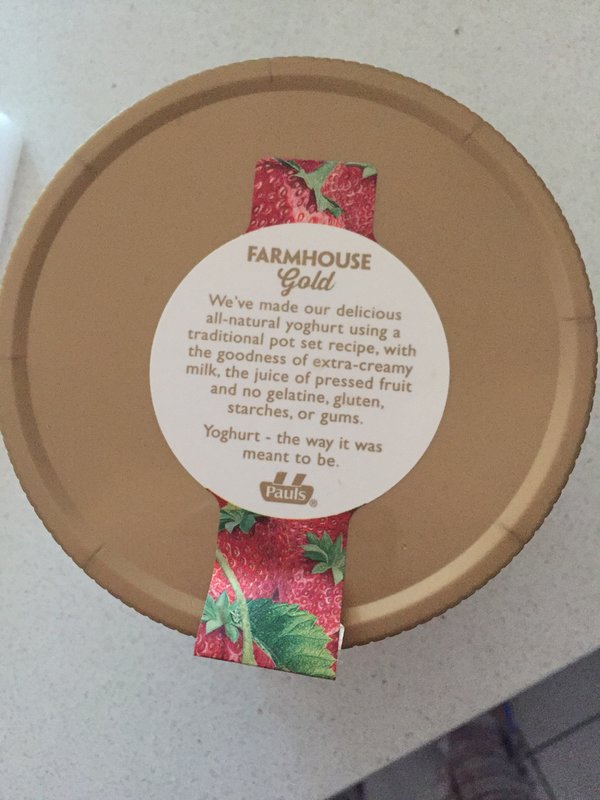 FARMHOUSE
Gold
We've made our delicious
all-natural yoghurt using a
traditional pot set recipe, with
the goodness of extra-creamy
milk, the juice of pressed fruit
and no gelatine, gluten,
starches, or gums.
Yoghurt - the way it was
meant to be.
Pauls®